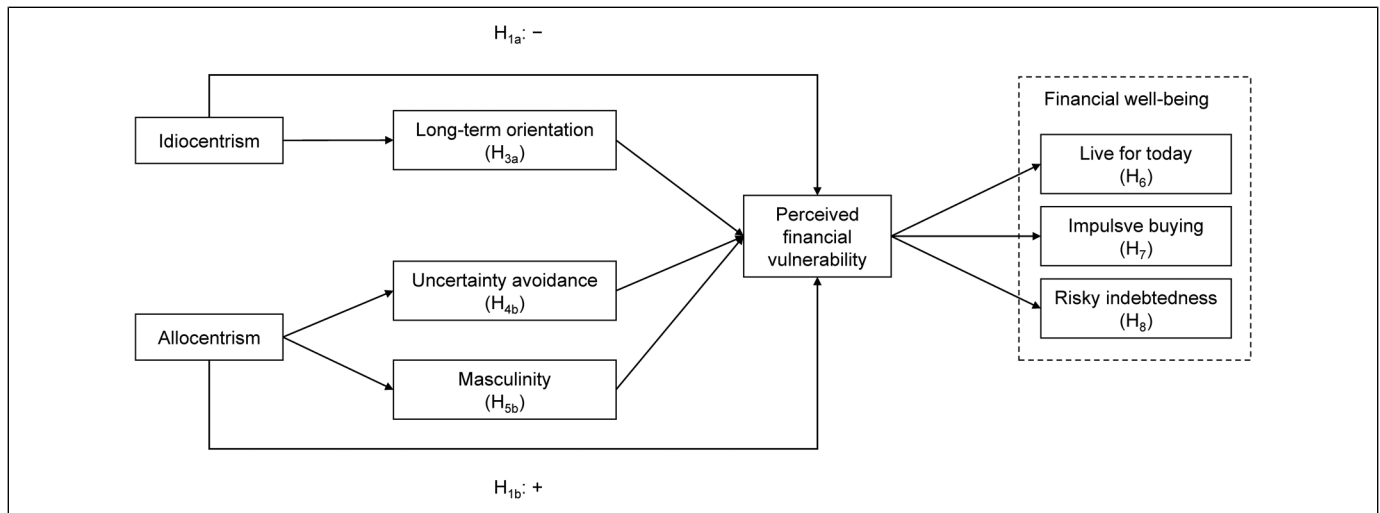 H1a: −
Financial well-being
Idiocentrism
Long-term orientation
(H3a)
Live for today
(H6)
Perceived
financial
vulnerability
Impulsve buying
(H7)
Uncertainty avoidance
(H4b)
Risky indebtedness
(H8)
Allocentrism
Masculinity
(H5b)
H1b: +